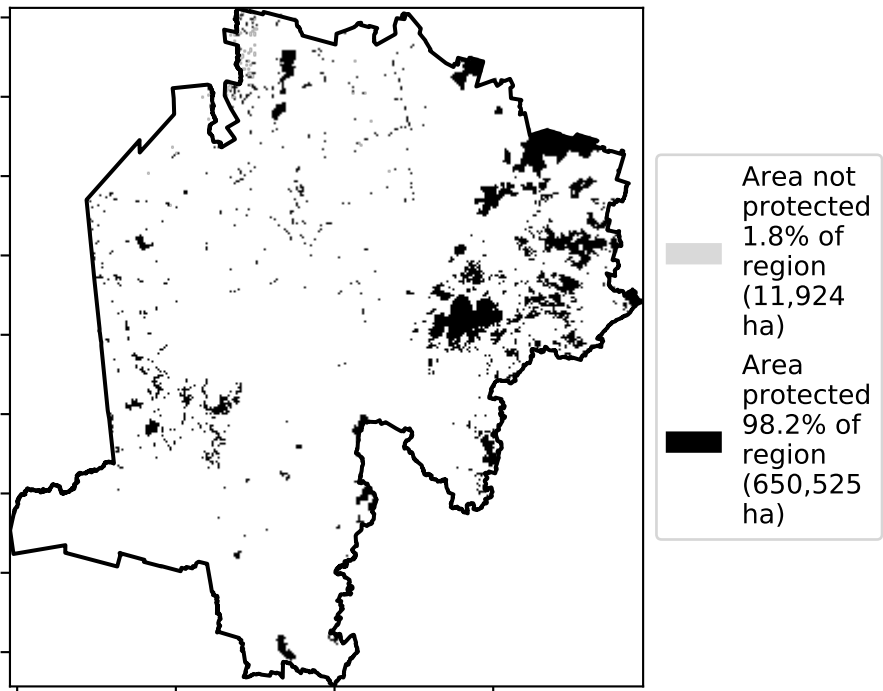 Area not
protected
1.8% of
region
(11,924
ha)
Area
protected
98.2% of
region
(650,525
ha)